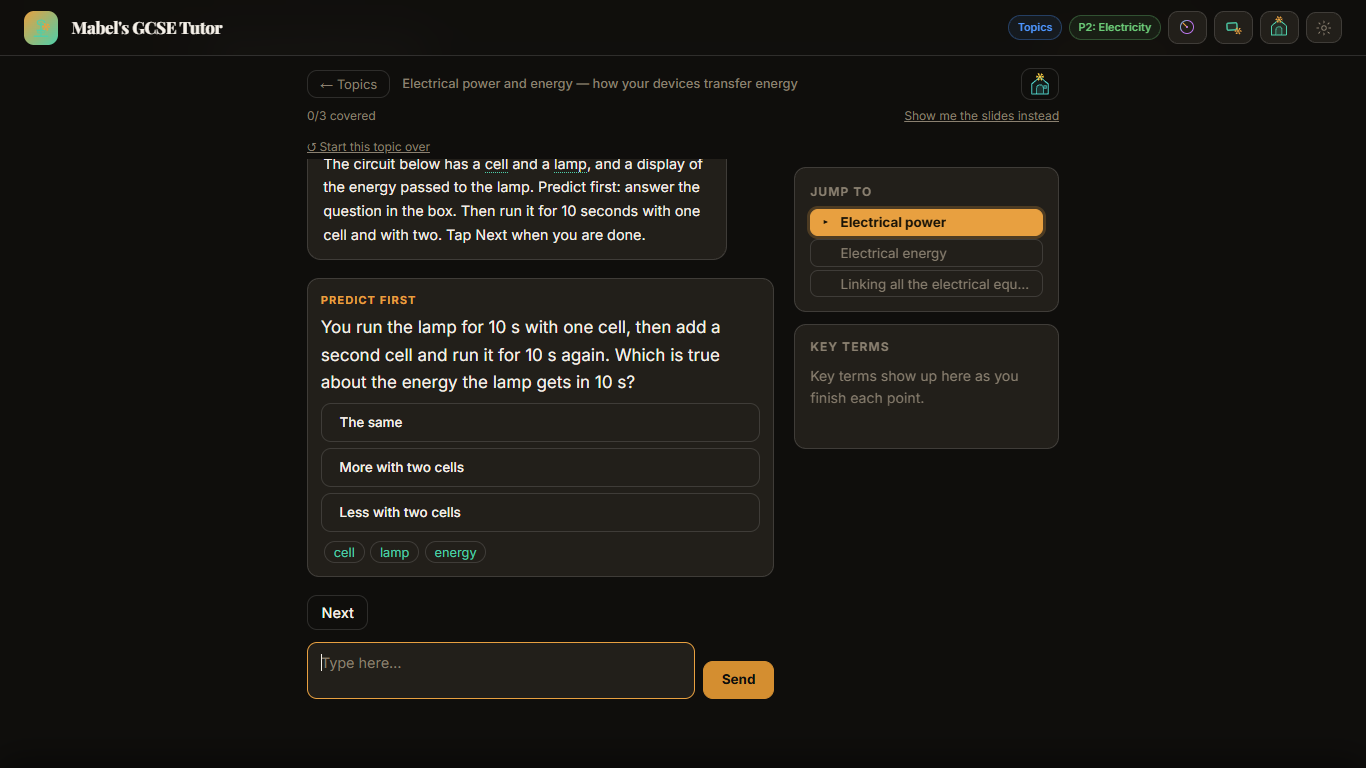 Mabel's GCSE Tutor
Topics
P2: Electricity
← Topics
Electrical power and energy — how your devices transfer energy
0/3 covered
Show me the slides instead
↺ Start this topic over
The circuit below has a cell and a lamp, and a display of
the energy passed to the lamp. Predict first: answer the
question in the box. Then run it for 10 seconds with one
cell and with two. Tap Next when you are done.
PREDICT FIRST
You run the lamp for 10 s with one cell, then add a
second cell and run it for 10 s again. Which is true
about the energy the lamp gets in 10 s?
The same
More with two cells
Less with two cells
cell
lamp
energy
Next
Type here...
Send
JUMP TO
Electrical power
Electrical energy
Linking all the electrical equ...
KEY TERMS
Key terms show up here as you
finish each point.